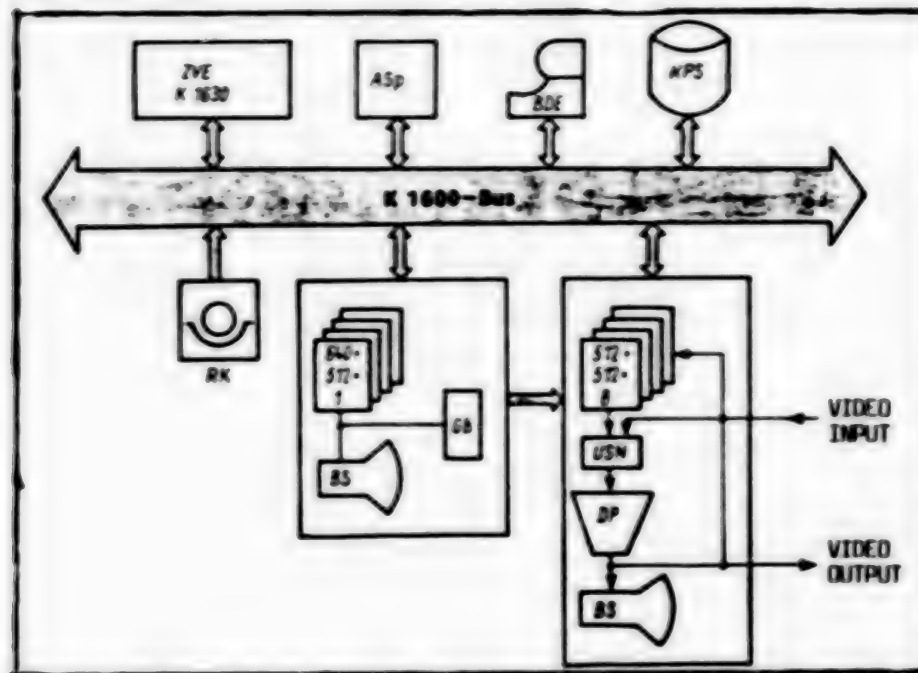 ZVE
K 1630
ASp
BDE
KPS
K 1600-Bus
RK
640×
512×
1
GB
BS
512×
512×
8
USN
DP
BS
VIDEO
INPUT
VIDEO
OUTPUT